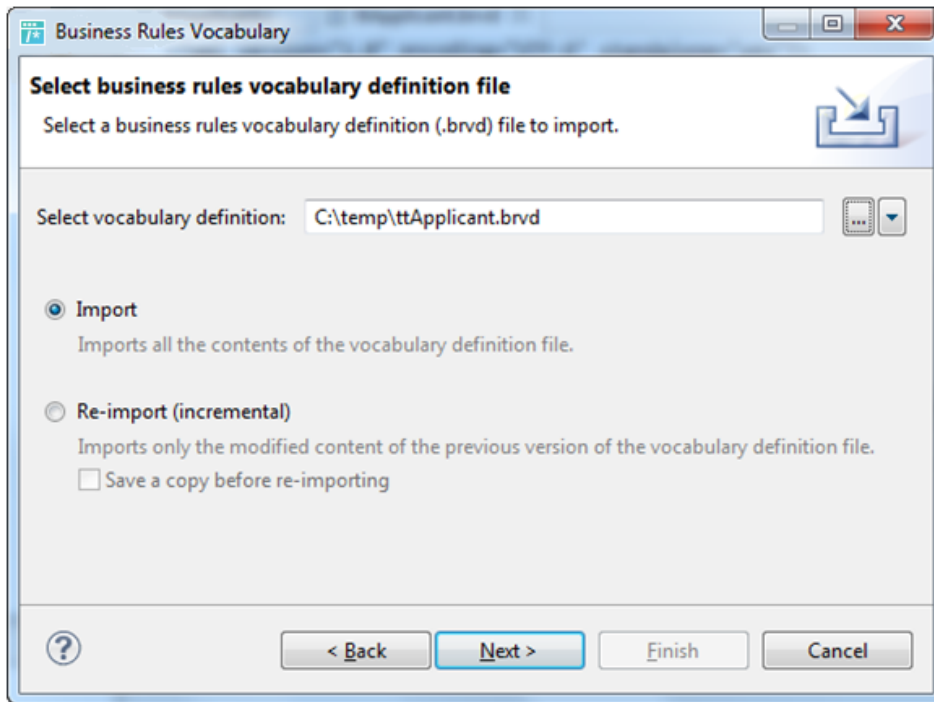 Business Rules Vocabulary
Select business rules vocabulary definition file
Select a business rules vocabulary definition (.brvd) file to import.
Select vocabulary definition: C:\temp\ttApplicant.brvd ...
Import
Imports all the contents of the vocabulary definition file.
Re-import (incremental)
Imports only the modified content of the previous version of the vocabulary definition file.
Save a copy before re-importing
? < Back Next > Finish Cancel